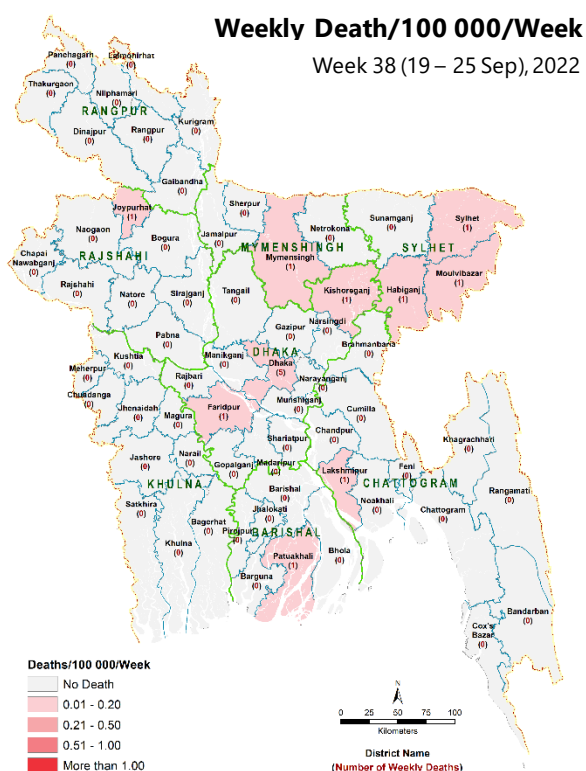 Weekly Death/100 000/Week
Week 38 (19 – 25 Sep), 2022
Panchagarh
(0)
Lalmohirhat
(0)
Thakurgaon
(0)
Nilphamari
(0)
RANGPUR
Kurigram
(0)
Dinajpur
(0)
Rangpur
(0)
Gaibandha
(0)
Joypurhat
(1)
Sherpur
(0)
Naogaon
(0)
Bogura
(0)
Jamalpur
(0)
Netrokona
(0)
Sunamganj
(0)
Sylhet
(1)
MYMENSINGH
Mymensingh
(1)
SYLHET
RAJSHAHI
Chapai
Nawabganj
(0)
Rajshahi
(0)
Natore
(0)
Sirajganj
(0)
Tangail
(0)
Kishoreganj
(1)
Habiganj
(1)
Moulvibazar
(1)
Pabna
(0)
Gazipur
(0)
Narsingdi
(0)
Brahmanbaria
(0)
Kushtia
(0)
Manikganj
(0)
DHAKA
Dhaka
(5)
Meherpur
(0)
Rajbari
(0)
Narayanganj
(0)
Chuadanga
(0)
Jhenaidah
(0)
Magura
(0)
Faridpur
(1)
Munshiganj
(0)
Cumilla
(0)
Chandpur
(0)
Khagrachhari
(0)
Shariatpur
(0)
Jashore
(0)
Narail
(0)
Gopalganj
(0)
Madaripur
(0)
Lakshmipur
(1)
Feni
(0)
CHATTOGRAM
Rangamati
(0)
KHULNA
Satkhira
(0)
Barishal
(0)
Noakhali
(0)
Chattogram
(0)
Jhalokati
(0)
Bagerhat
(0)
Pirojpur
(0)
BARISHAL
Khulna
(0)
Patuakhali
(1)
Bhola
(0)
Barguna
(0)
Bandarban
(0)
Cox's
Bazar
(0)
Deaths/100 000/Week
No Death
0.01 - 0.20
0.21 - 0.50
0.51 - 1.00
More than 1.00
N
0 25 50 75 100
Kilomaters
District Name
(Number of Weekly Deaths)